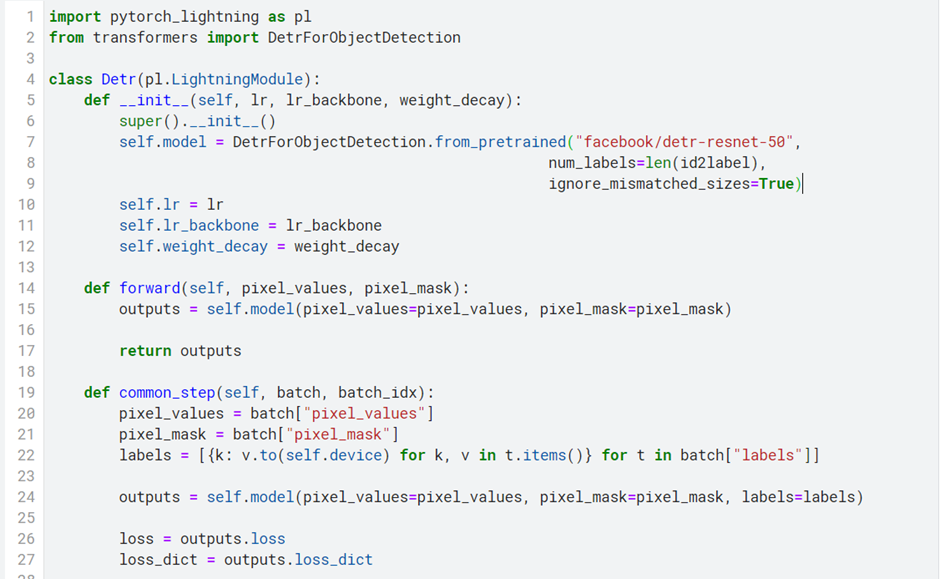 1 import pytorch_lightning as pl
2 from transformers import DetrForObjectDetection
3
4 class Detr(pl.LightningModule):
5     def __init__(self, lr, lr_backbone, weight_decay):
6         super().__init__()
7         self.model = DetrForObjectDetection.from_pretrained("facebook/detr-resnet-50",
8                                                          num_labels=len(id2label),
9                                                          ignore_mismatched_sizes=True)
10         self.lr = lr
11         self.lr_backbone = lr_backbone
12         self.weight_decay = weight_decay
13
14     def forward(self, pixel_values, pixel_mask):
15         outputs = self.model(pixel_values=pixel_values, pixel_mask=pixel_mask)
16
17         return outputs
18
19     def common_step(self, batch, batch_idx):
20         pixel_values = batch["pixel_values"]
21         pixel_mask = batch["pixel_mask"]
22         labels = [{k: v.to(self.device) for k, v in t.items()} for t in batch["labels"]]
23
24         outputs = self.model(pixel_values=pixel_values, pixel_mask=pixel_mask, labels=labels)
25
26         loss = outputs.loss
27         loss_dict = outputs.loss_dict